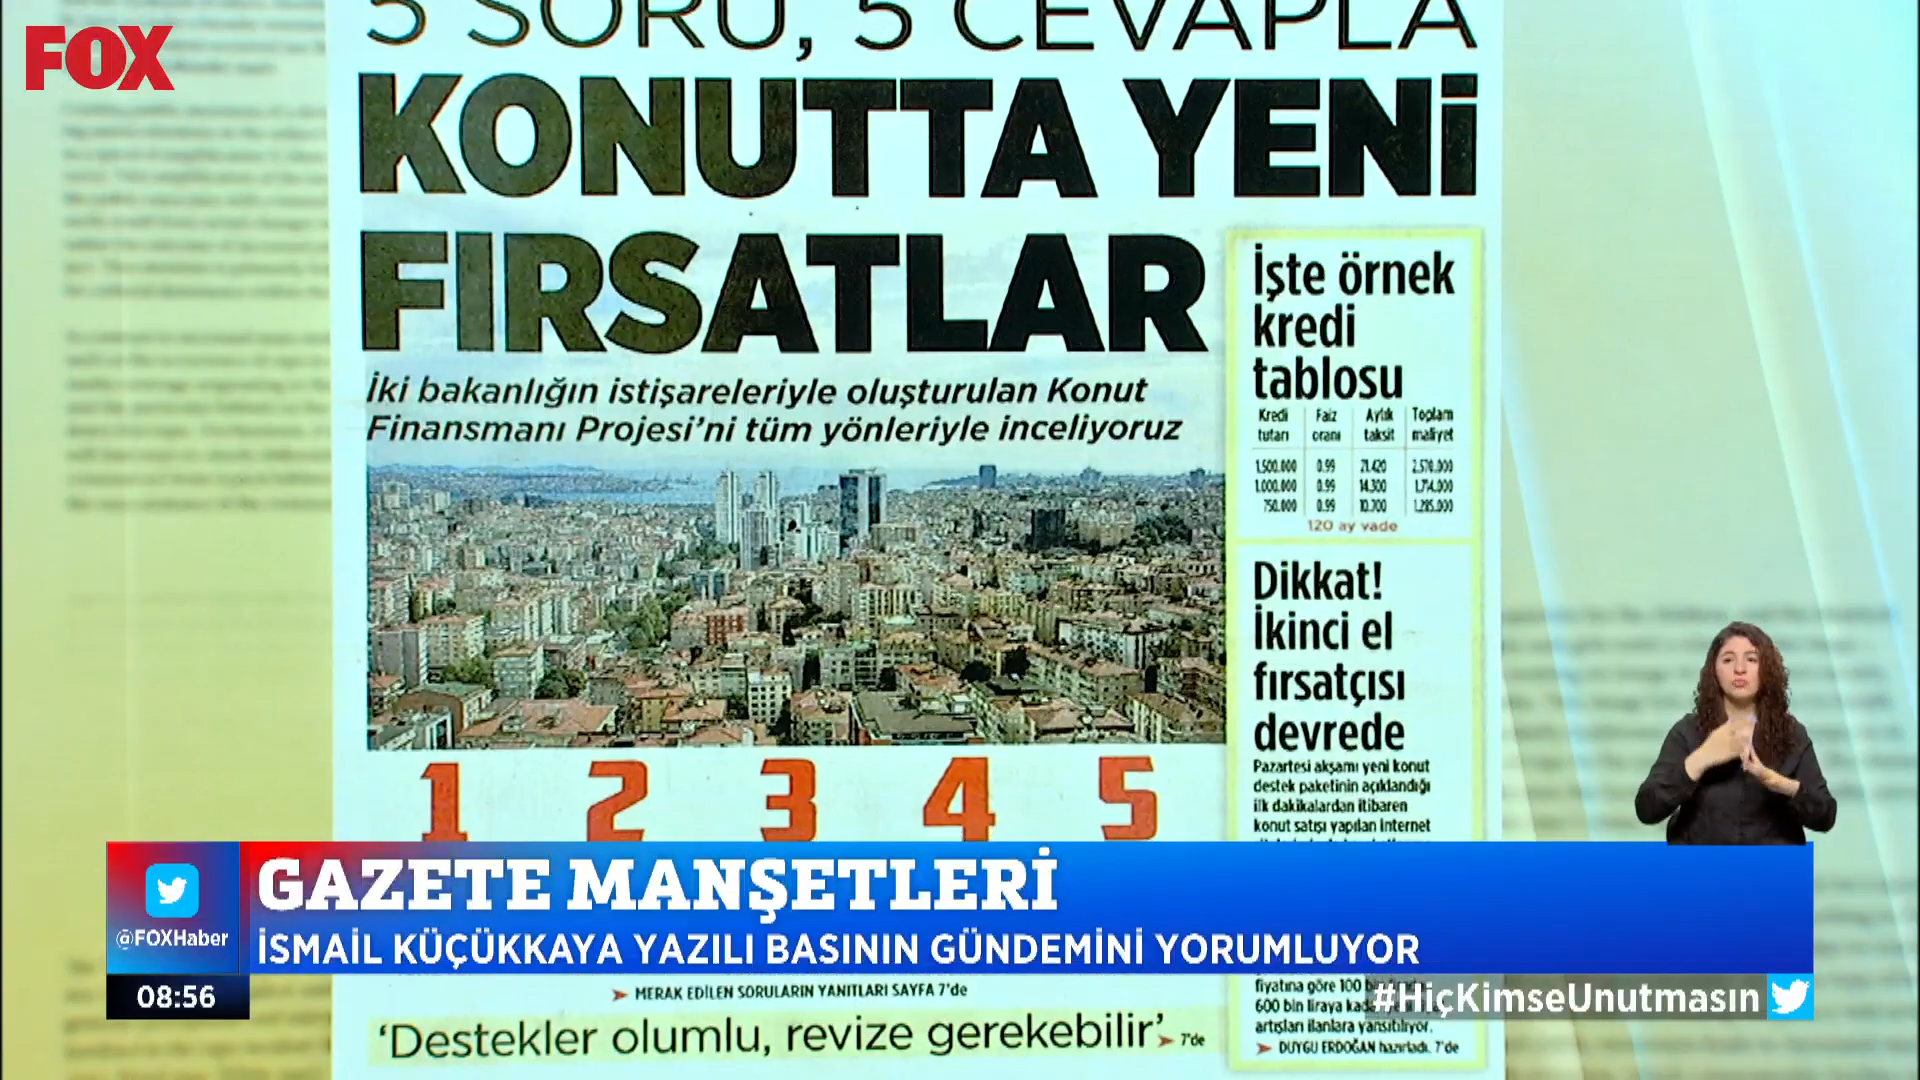 FOX
5 SORU, 5 CEVAPLA
KONUTTA YENİ
FIRSATLAR
İki bakanlığın istişareleriyle oluşturulan Konut
Finansmanı Projesi'ni tüm yönleriyle inceliyoruz
İşte örnek
kredi
tablosu
Kredi Faiz Aylık Toplam
tutarı oranı taksit maliyet
1.500.000 0.99 21.420 2.570.000
1.000.000 0.99 14.300 1.714.000
750.000 0.99 10.700 1.285.000
120 ay vade
Dikkat!
İkinci el
fırsatçısı
devrede
Pazartesi akşamı yeni konut
destek paketinin açıklandığı
ilk dakikalardan itibaren
konut satışı yapılan internet
1 2 3 4 5
GAZETE MANŞETLERİ
@FOXHaber
İSMAİL KÜÇÜKKAYA YAZILI BASININ GÜNDEMİNİ YORUMLUYOR
08:56
MERAK EDİLEN SORULARIN YANITLARI SAYFA 7'de
fiyatına göre 100
#HiçKimseUnutmasın
600 bin liraya
artışları ilanlara yansıtılıyor.
'Destekler olumlu, revize gerekebilir' 7'de
DUYGU ERDOĞAN hazırladı. 7'de